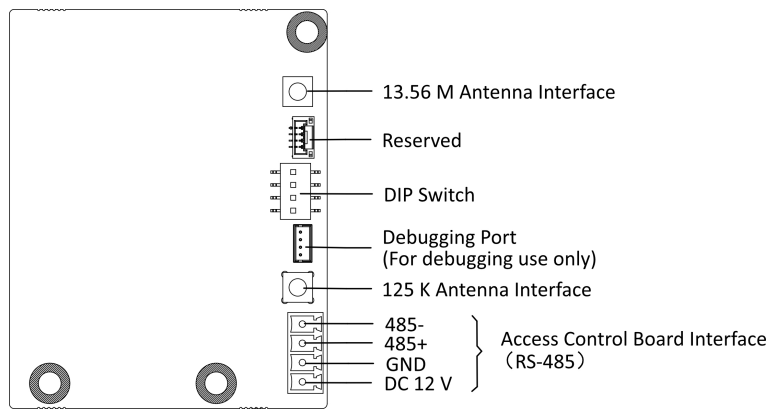 13.56 M Antenna Interface
Reserved
DIP Switch
Debugging Port
(For debugging use only)
125 K Antenna Interface
485-
485+
GND
DC 12 V
Access Control Board Interface
（RS-485）